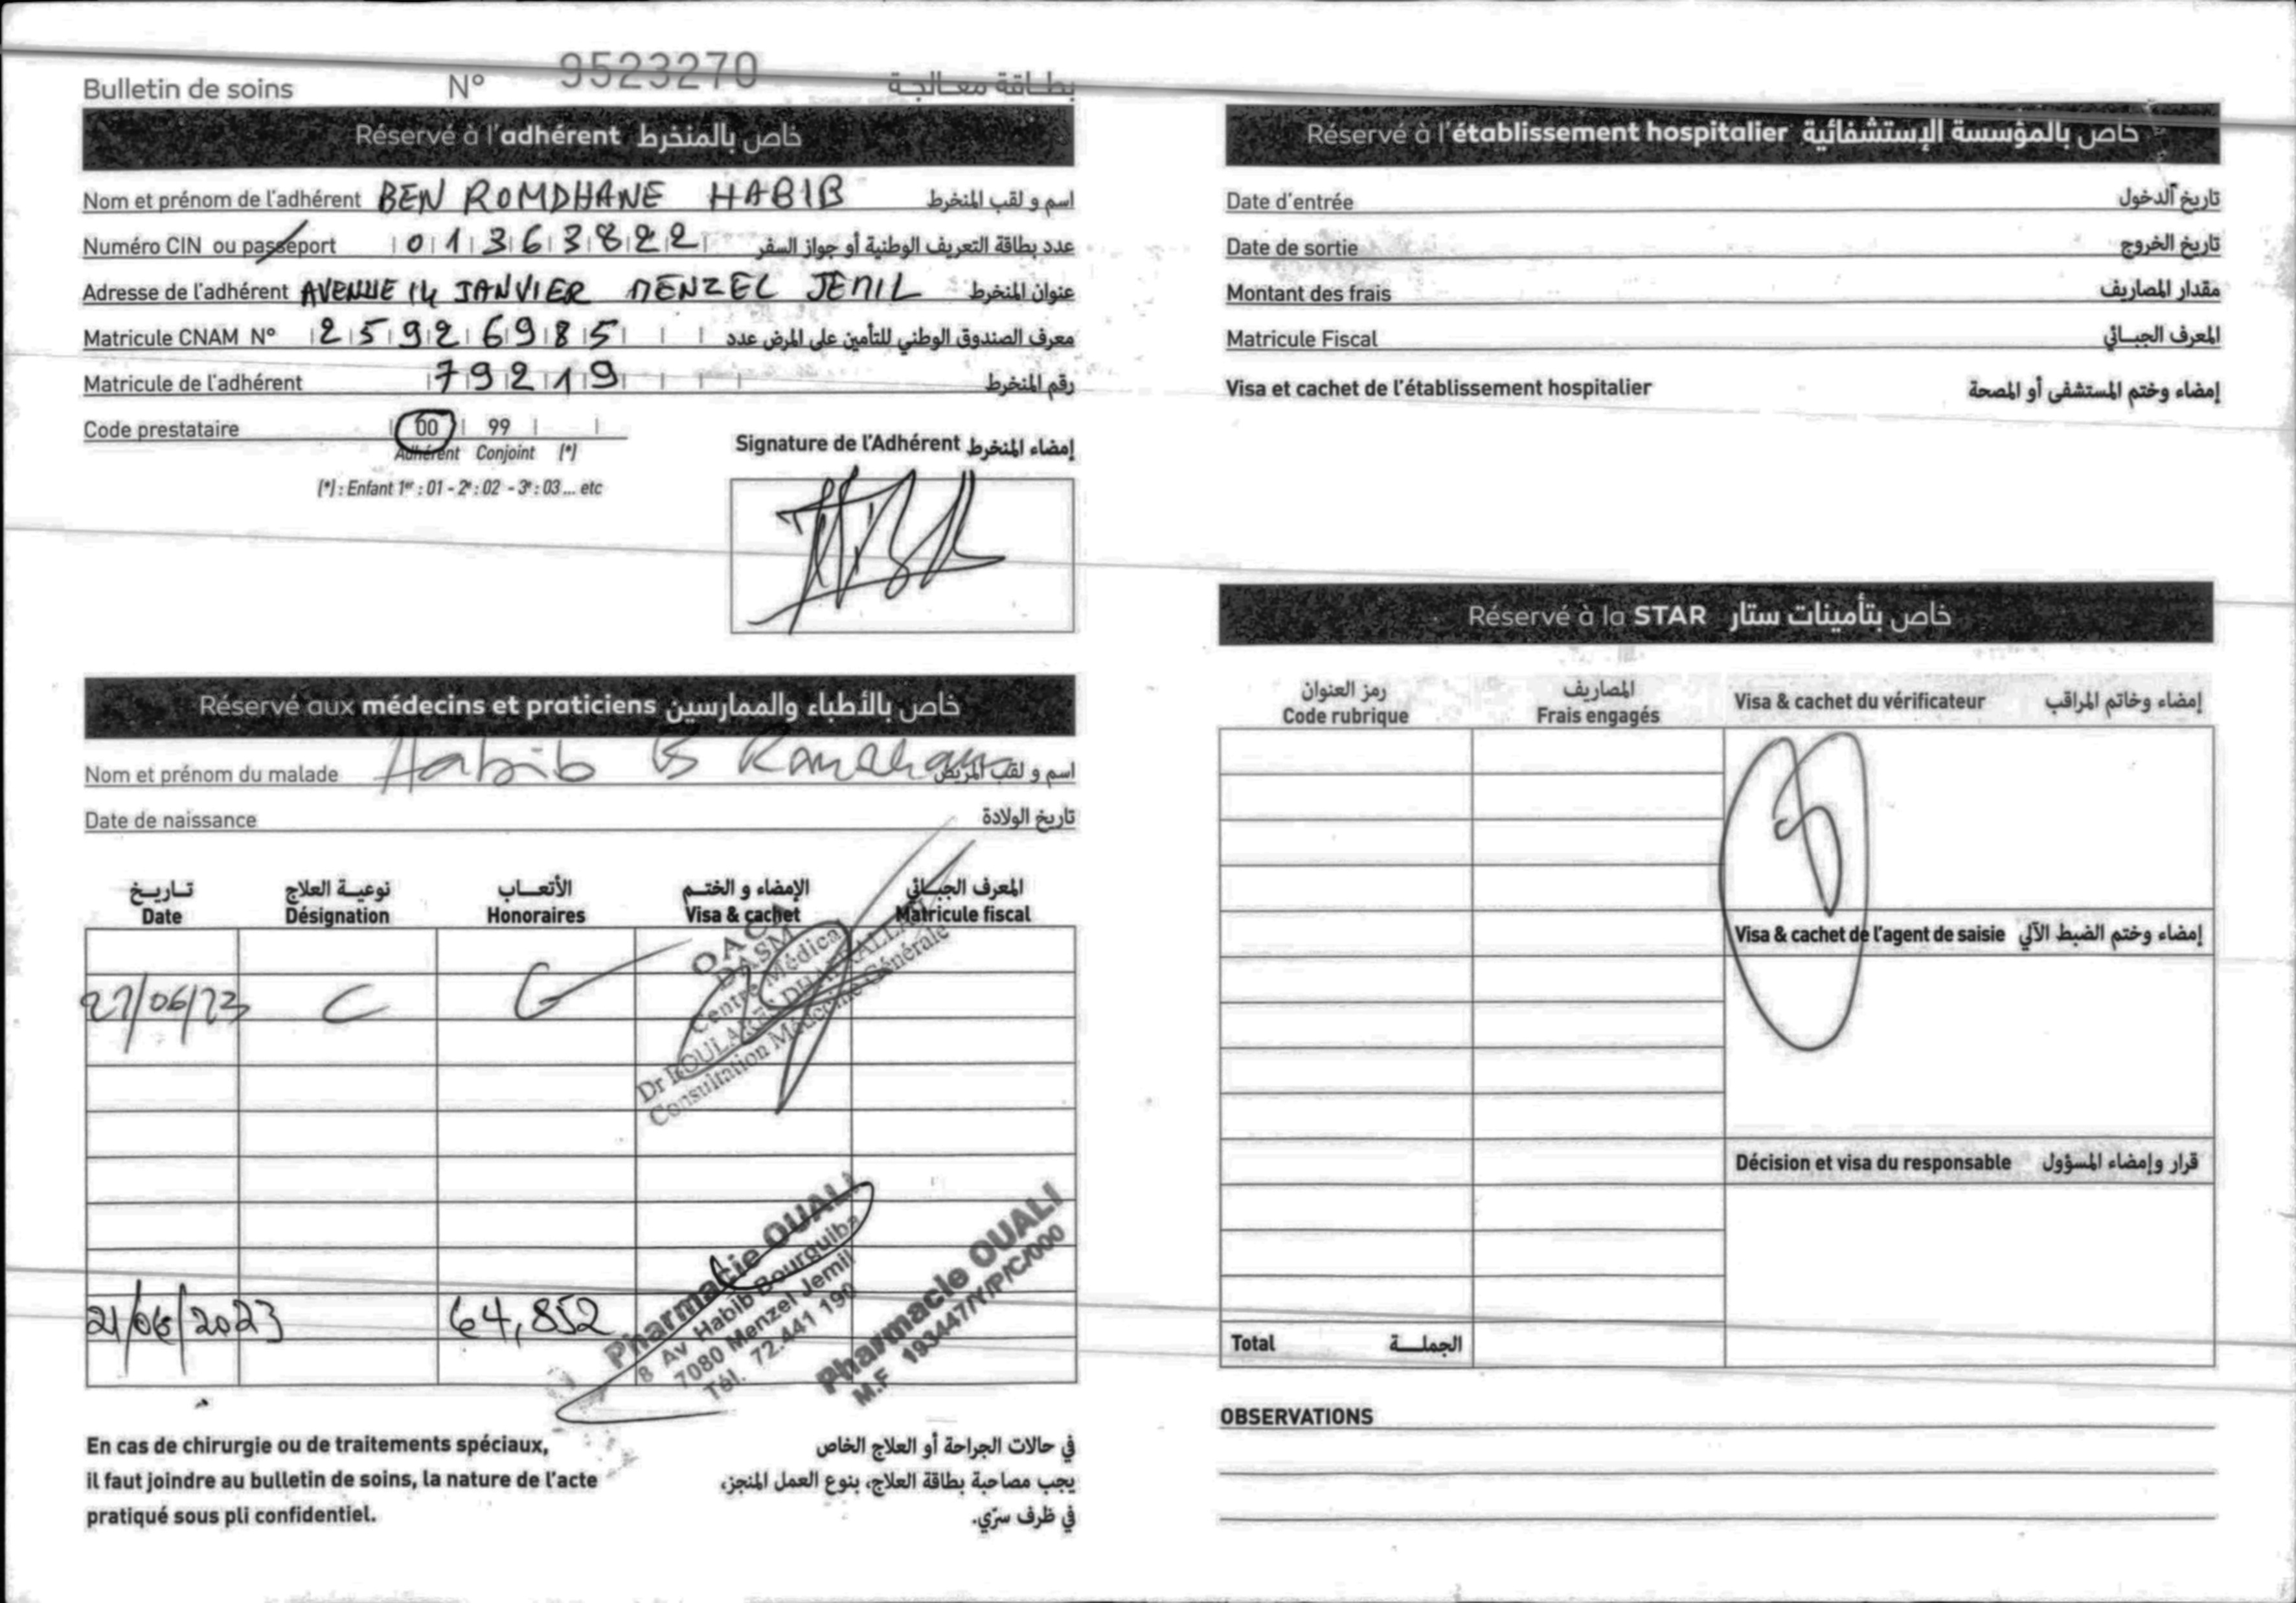 Bulletin de soins N° 9523270 بطاقة معالجة
Réservé à l'adhérent خاص بالمنخرط
Nom et prénom de l'adhérent BEN ROMDHANE HABIB اسم و لقب المنخرط
Numéro CIN ou passeport 01363822 عدد بطاقة التعريف الوطنية أو جواز السفر
Adresse de l'adhérent AVENUE 14 JANVIER MENZEL JEMIL عنوان المنخرط
Matricule CNAM N° 259269815 معرف الصندوق الوطني للتأمين على المرض عدد
Matricule de l'adhérent 79219 رقم المنخرط
Code prestataire 00 99
Adhérent Conjoint (*)
(*) : Enfant 1er : 01 - 2e : 02 - 3e : 03 ... etc
Signature de l'Adhérent إمضاء المنخرط
Réservé aux médecins et praticiens خاص بالأطباء والممارسين
Nom et prénom du malade Habib B Romdhane اسم و لقب المريض
Date de naissance تاريخ الولادة
تاريخ نوعية العلاج الأتعاب الإمضاء و الختم المعرف الجبائي
Date Désignation Honoraires Visa & cachet Matricule fiscal
27/06/23 C G
OACA
DASM
Centre Médical
Consultation Médecine Générale
21/06/2023 64,852
Pharmacie OUALI
8 Av Habib Bourguiba
7080 Menzel Jemil
Tél. 72.441 190
Pharmacie OUALI
M.F 193447/Y/P/C/000
En cas de chirurgie ou de traitements spéciaux,
il faut joindre au bulletin de soins, la nature de l'acte
pratiqué sous pli confidentiel.
في حالات الجراحة أو العلاج الخاص
يجب مصاحبة بطاقة العلاج، بنوع العمل المنجز،
في ظرف سرّي.
Réservé à l'établissement hospitalier خاص بالمؤسسة الإستشفائية
Date d'entrée تاريخ الدخول
Date de sortie تاريخ الخروج
Montant des frais مقدار المصاريف
Matricule Fiscal المعرف الجبائي
Visa et cachet de l'établissement hospitalier إمضاء وختم المستشفى أو المصحة
Réservé à la STAR خاص بتأمينات ستار
رمز العنوان المصاريف
Code rubrique Frais engagés Visa & cachet du vérificateur إمضاء وخاتم المراقب
Visa & cachet de l'agent de saisie إمضاء وختم الضبط الآلي
Décision et visa du responsable قرار وإمضاء المسؤول
Total الجملة
OBSERVATIONS